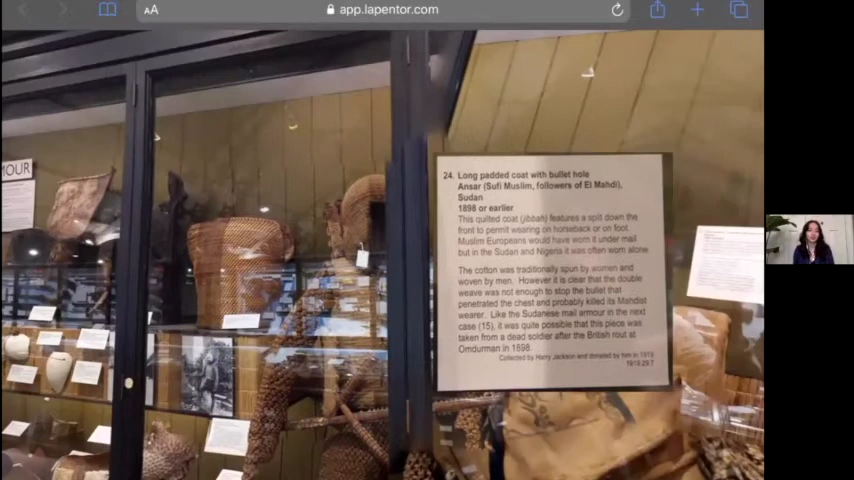 AA
app.lapentor.com
MOUR
24. Long padded coat with bullet hole
Ansar (Sufi Muslim, followers of El Mahdi),
Sudan
1898 or earlier
This quilted coat (jibbah) features a split down the
front to permit wearing on horseback or on foot.
Muslim Europeans would have worn it under mail
but in the Sudan and Nigeria it was often worn alone.
The cotton was traditionally spun by women and
woven by men. However it is clear that the double
weave was not enough to stop the bullet that
penetrated the chest and probably killed its Mahdist
wearer. Like the Sudanese mail armour in the next
case (15), it was quite possible that this piece was
taken from a dead soldier after the British rout at
Omdurman in 1898.
Collected by Harry Jackson and donated by him in 1919